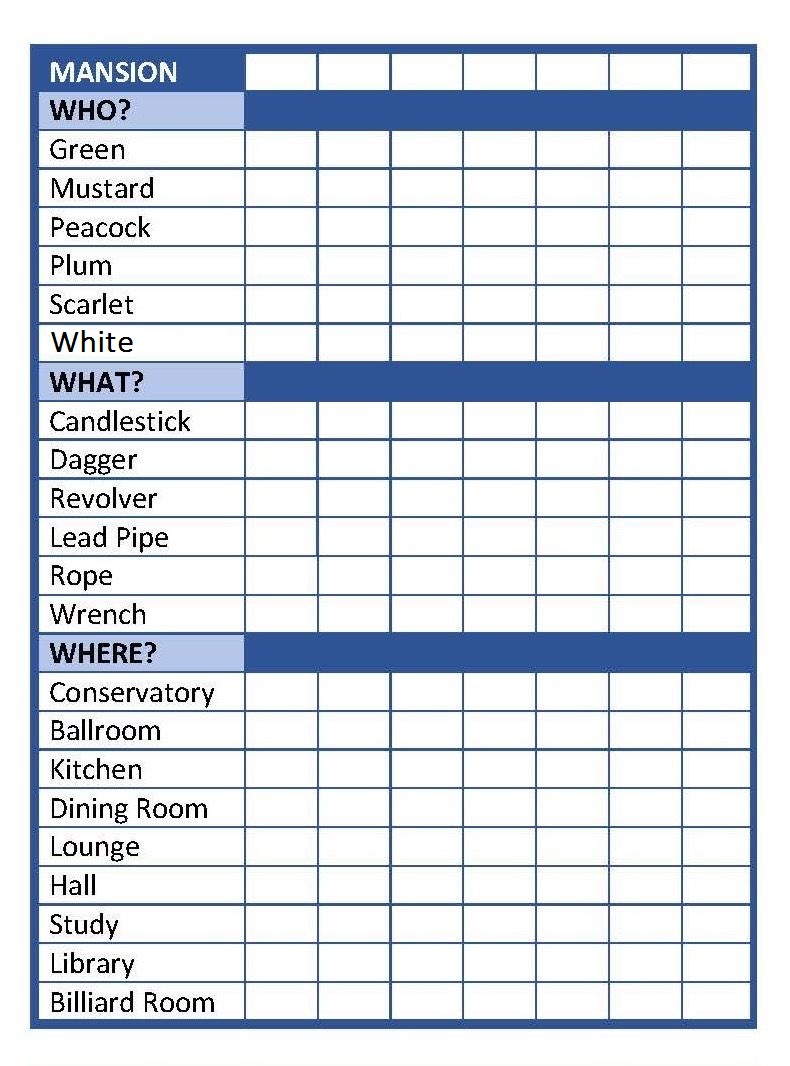 MANSION
WHO?
Green
Mustard
Peacock
Plum
Scarlet
White
WHAT?
Candlestick
Dagger
Revolver
Lead Pipe
Rope
Wrench
WHERE?
Conservatory
Ballroom
Kitchen
Dining Room
Lounge
Hall
Study
Library
Billiard Room